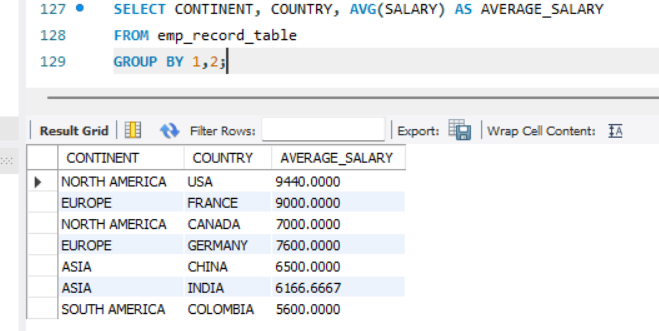 127 SELECT CONTINENT, COUNTRY, AVG(SALARY) AS AVERAGE_SALARY
128 FROM emp_record_table
129 GROUP BY 1,2;
Result Grid Filter Rows: Export: Wrap Cell Content: IA
CONTINENT COUNTRY AVERAGE_SALARY
NORTH AMERICA USA 9440.0000
EUROPE FRANCE 9000.0000
NORTH AMERICA CANADA 7000.0000
EUROPE GERMANY 7600.0000
ASIA CHINA 6500.0000
ASIA INDIA 6166.6667
SOUTH AMERICA COLOMBIA 5600.0000